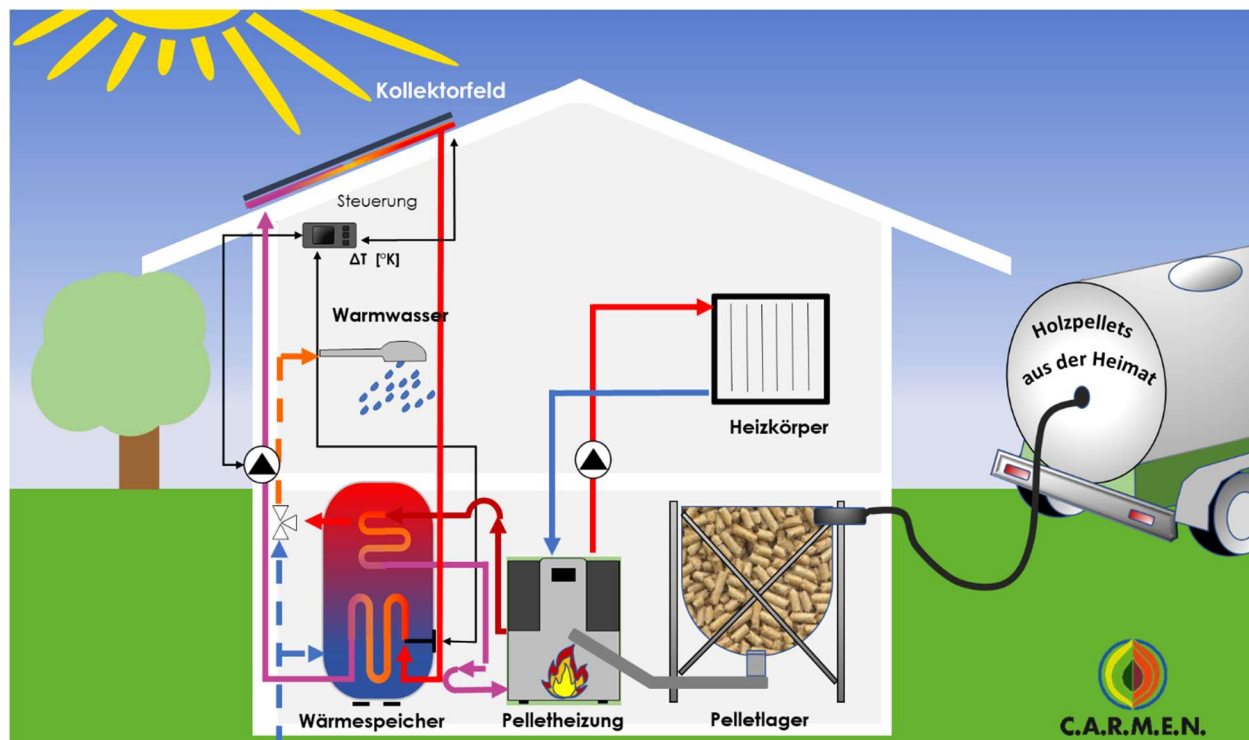 Kollektorfeld
Steuerung
ΔT [°K]
Warmwasser
Heizkörper
Holzpellets
aus der Heimat
Wärmespeicher
Pelletheizung
Pelletlager
C.A.R.M.E.N.